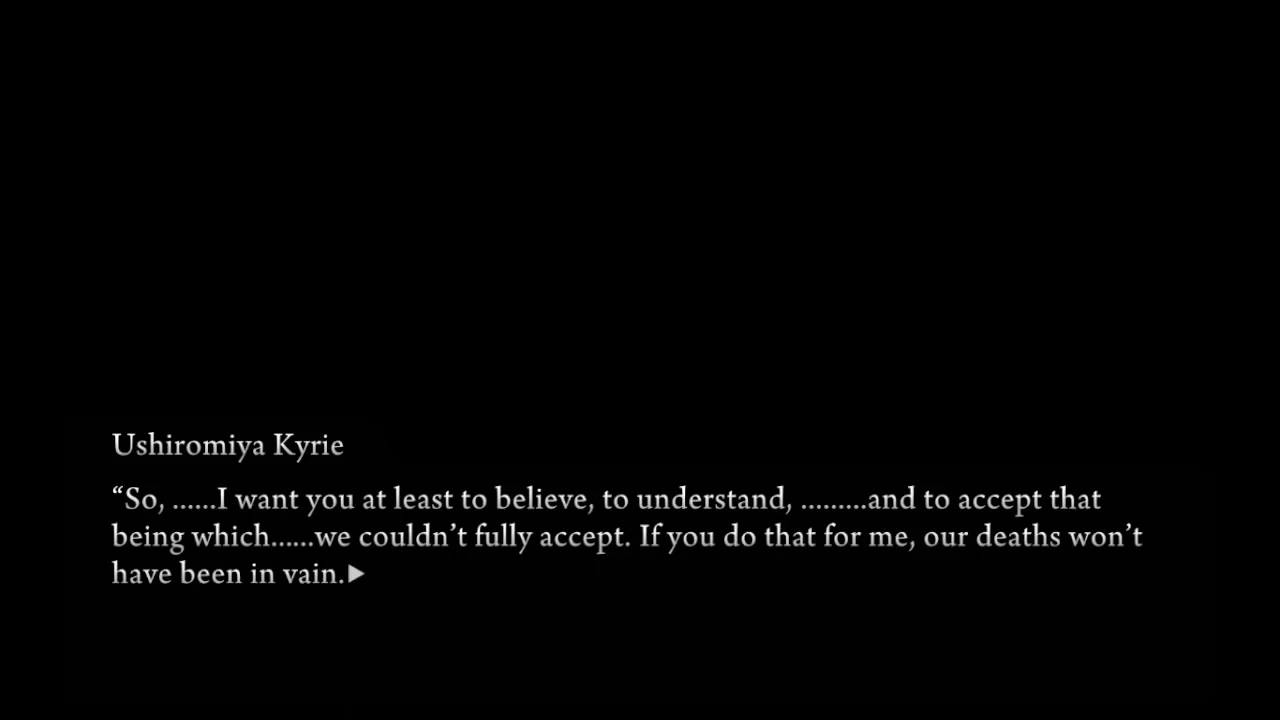 Ushiromiya Kyrie
“So, ......I want you at least to believe, to understand, .........and to accept that
being which......we couldn’t fully accept. If you do that for me, our deaths won’t
have been in vain.▶